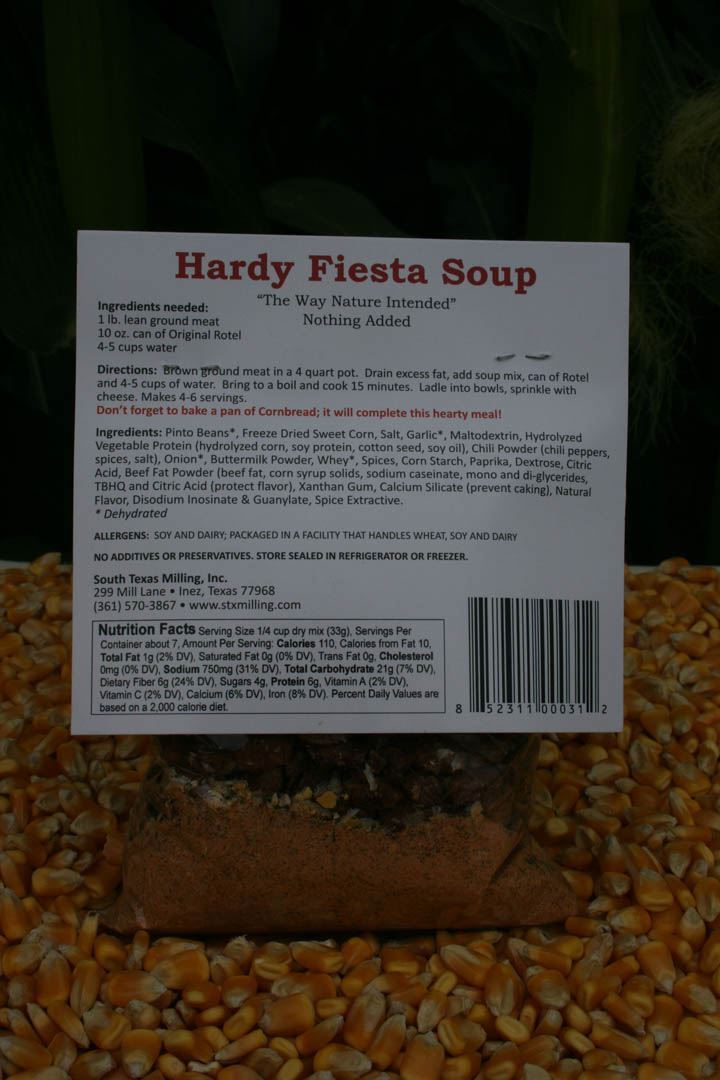 Hardy Fiesta Soup
"The Way Nature Intended"
Nothing Added
Ingredients needed:
1 lb. lean ground meat
10 oz. can of Original Rotel
4-5 cups water
Directions: Brown ground meat in a 4 quart pot. Drain excess fat, add soup mix, can of Rotel
and 4-5 cups of water. Bring to a boil and cook 15 minutes. Ladle into bowls, sprinkle with
cheese. Makes 4-6 servings.
Don't forget to bake a pan of Cornbread; it will complete this hearty meal!
Ingredients: Pinto Beans*, Freeze Dried Sweet Corn, Salt, Garlic*, Maltodextrin, Hydrolyzed
Vegetable Protein (hydrolyzed corn, soy protein, cotton seed, soy oil), Chili Powder (chili peppers,
spices, salt), Onion*, Buttermilk Powder, Whey*, Spices, Corn Starch, Paprika, Dextrose, Citric
Acid, Beef Fat Powder (beef fat, corn syrup solids, sodium caseinate, mono and di-glycerides,
TBHQ and Citric Acid (protect flavor), Xanthan Gum, Calcium Silicate (prevent caking), Natural
Flavor, Disodium Inosinate & Guanylate, Spice Extractive.
* Dehydrated
ALLERGENS: SOY AND DAIRY; PACKAGED IN A FACILITY THAT HANDLES WHEAT, SOY AND DAIRY
NO ADDITIVES OR PRESERVATIVES. STORE SEALED IN REFRIGERATOR OR FREEZER.
South Texas Milling, Inc.
299 Mill Lane • Inez, Texas 77968
(361) 570-3867 • www.stxmilling.com
Nutrition Facts Serving Size 1/4 cup dry mix (33g), Servings Per
Container about 7, Amount Per Serving: Calories 110, Calories from Fat 10,
Total Fat 1g (2% DV), Saturated Fat 0g (0% DV), Trans Fat 0g, Cholesterol
0mg (0% DV), Sodium 750mg (31% DV), Total Carbohydrate 21g (7% DV),
Dietary Fiber 6g (24% DV), Sugars 4g, Protein 6g, Vitamin A (2% DV),
Vitamin C (2% DV), Calcium (6% DV), Iron (8% DV). Percent Daily Values are
based on a 2,000 calorie diet.
8 52311 00031 2